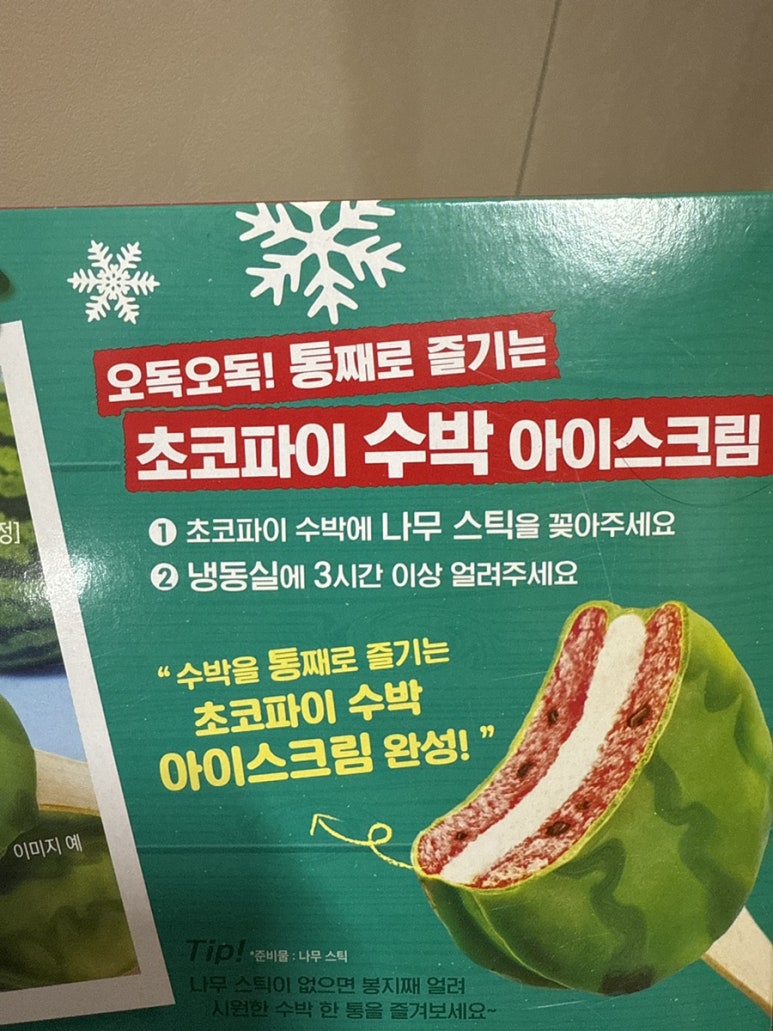 오독오독! 통째로 즐기는
초코파이 수박 아이스크림
❶ 초코파이 수박에 나무 스틱을 꽂아주세요
❷ 냉동실에 3시간 이상 얼려주세요
정]
“ 수박을 통째로 즐기는
초코파이 수박
아이스크림 완성! ”
이미지 예
Tip! *준비물 : 나무 스틱
나무 스틱이 없으면 봉지째 얼려
시원한 수박 한 통을 즐겨보세요~